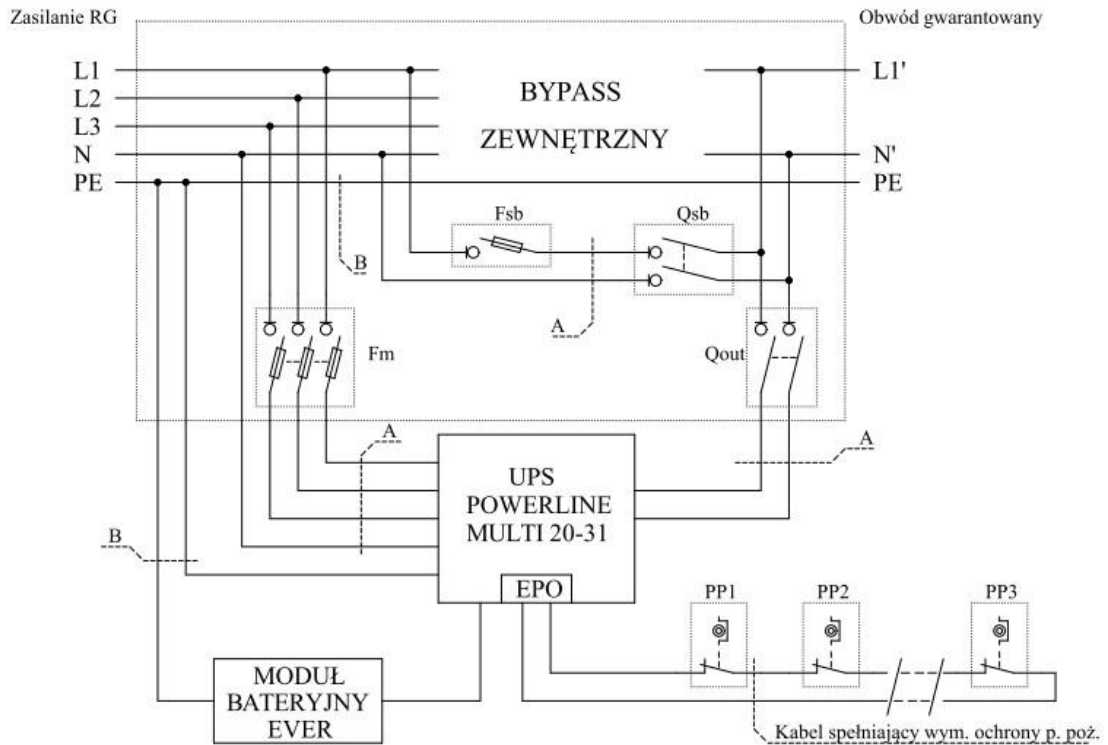 Zasilanie RG
Obwód gwarantowany
L1
L1'
L2
BYPASS
L3
ZEWNĘTRZNY
N
N'
PE
PE
Fsb
Qsb
B
A
Fm
Qout
A
A
UPS
POWERLINE
MULTI 20-31
B
EPO
PP1
PP2
PP3
MODUŁ
BATERYJNY
EVER
Kabel spełniający wym. ochrony p. poż.